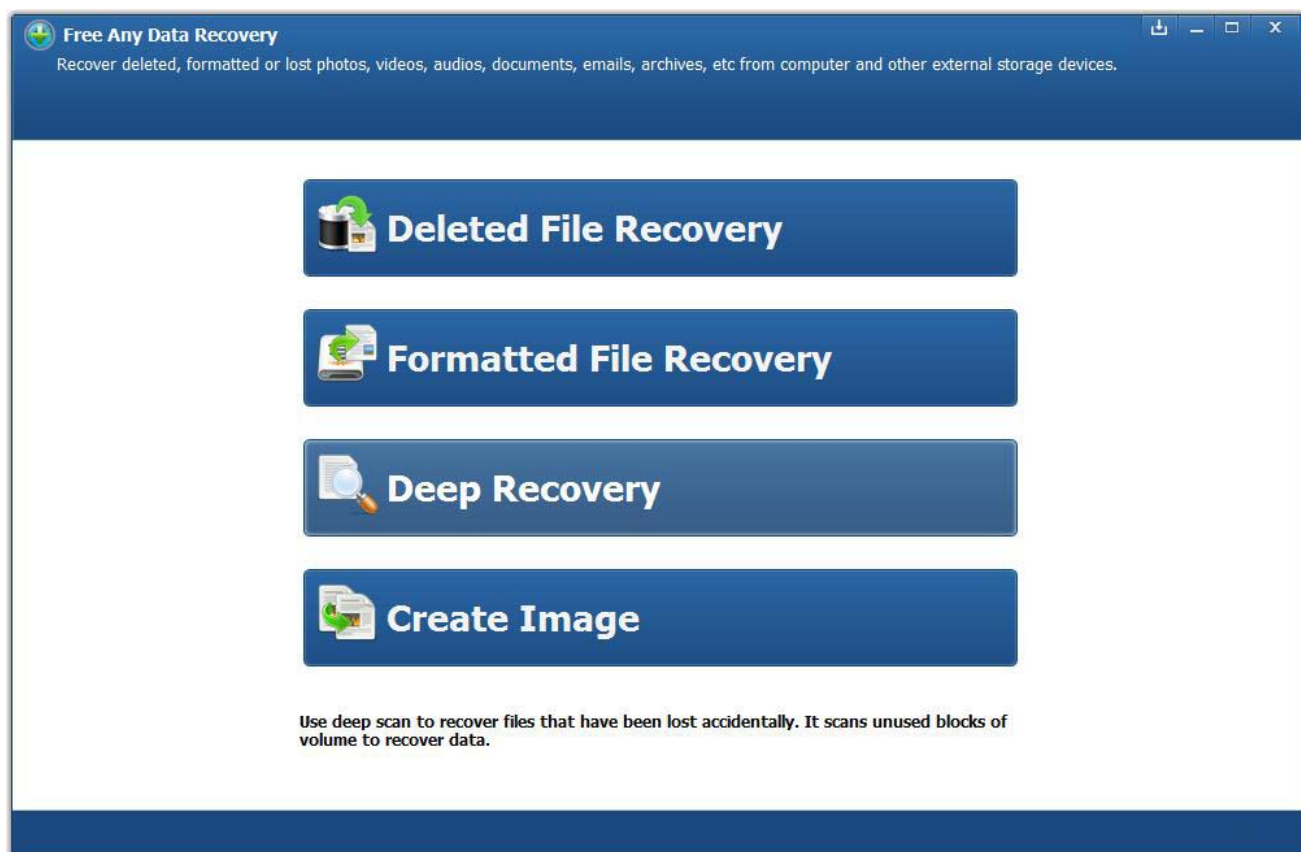 Free Any Data Recovery
Recover deleted, formatted or lost photos, videos, audios, documents, emails, archives, etc from computer and other external storage devices.
Deleted File Recovery
Formatted File Recovery
Deep Recovery
Create Image
Use deep scan to recover files that have been lost accidentally. It scans unused blocks of
volume to recover data.